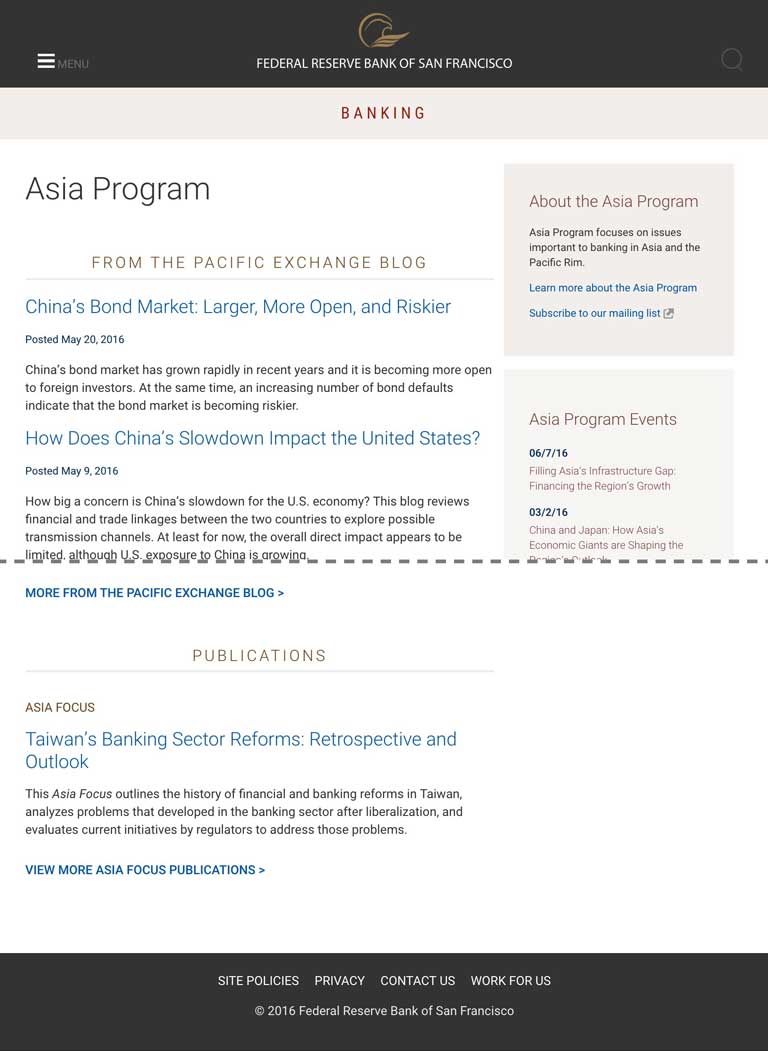 MENU
FEDERAL RESERVE BANK OF SAN FRANCISCO
BANKING
Asia Program
FROM THE PACIFIC EXCHANGE BLOG
China's Bond Market: Larger, More Open, and Riskier
Posted May 20, 2016
China's bond market has grown rapidly in recent years and it is becoming more open
to foreign investors. At the same time, an increasing number of bond defaults
indicate that the bond market is becoming riskier.
How Does China's Slowdown Impact the United States?
Posted May 9, 2016
How big a concern is China's slowdown for the U.S. economy? This blog reviews
financial and trade linkages between the two countries to explore possible
transmission channels. At least for now, the overall direct impact appears to be
limited, although U.S. exposure to China is growing.
MORE FROM THE PACIFIC EXCHANGE BLOG >
PUBLICATIONS
ASIA FOCUS
Taiwan's Banking Sector Reforms: Retrospective and
Outlook
This Asia Focus outlines the history of financial and banking reforms in Taiwan,
analyzes problems that developed in the banking sector after liberalization, and
evaluates current initiatives by regulators to address those problems.
VIEW MORE ASIA FOCUS PUBLICATIONS >
About the Asia Program
Asia Program focuses on issues
important to banking in Asia and the
Pacific Rim.
Learn more about the Asia Program
Subscribe to our mailing list
Asia Program Events
06/7/16
Filling Asia's Infrastructure Gap:
Financing the Region's Growth
03/2/16
China and Japan: How Asia's
Economic Giants are Shaping the
Region's Outlook
SITE POLICIES PRIVACY CONTACT US WORK FOR US
© 2016 Federal Reserve Bank of San Francisco